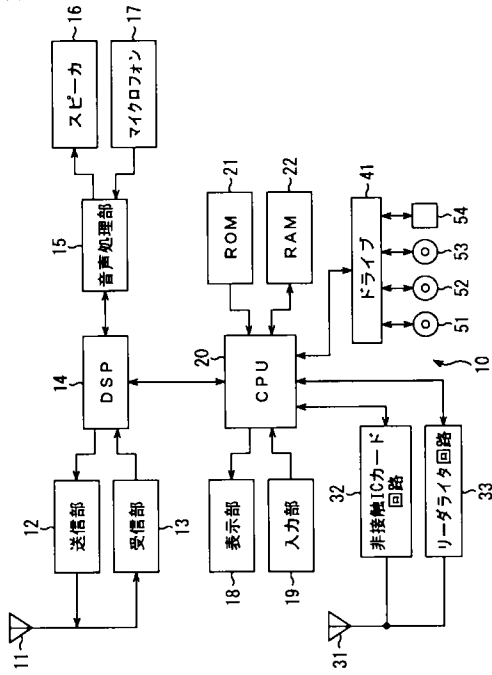 11
12
送信部
受信部
13
14
DSP
15
音声処理部
16
スピーカ
17
マイクロフォン
18
表示部
入力部
19
20
CPU
21
ROM
RAM
22
31
32
非接触ICカード
回路
リーダライタ回路
33
10
41
ドライブ
51
52
53
54